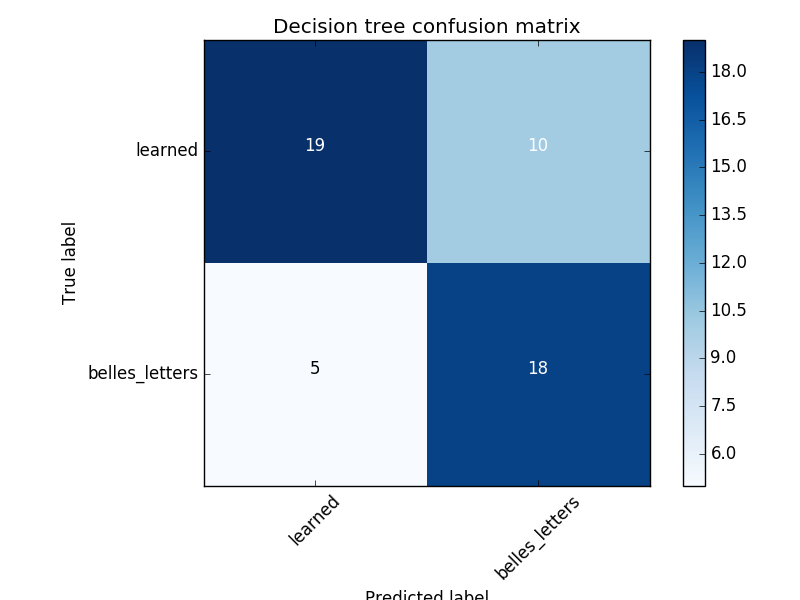 Decision tree confusion matrix
True label
learned
belles_letters
19
10
5
18
learned
belles_letters
Predicted label
18.0
16.5
15.0
13.5
12.0
10.5
9.0
7.5
6.0